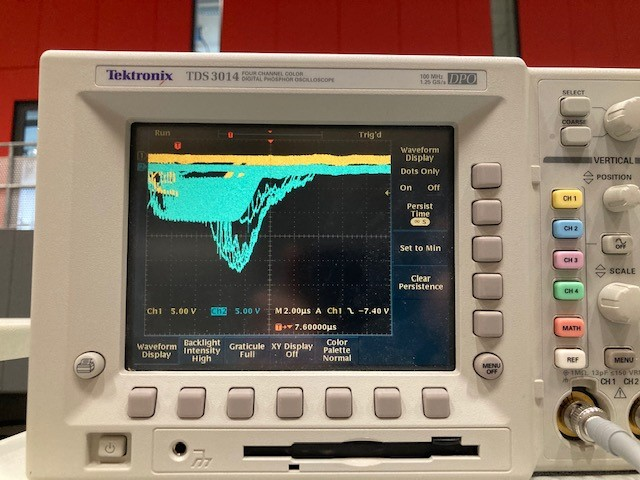 Tektronix TDS 3014 FOUR CHANNEL COLOR
DIGITAL PHOSPHOR OSCILLOSCOPE
100 MHz
1.25 GS/s DPO
Run
Trig'd
Waveform
Display
Dots Only
On Off
Persist
Time
∞ S
Set to Min
Clear
Persistence
Ch1 5.00 V Ch2 5.00 V M 2.00µs A Ch1 -7.40 V
7.60000µs
Waveform
Display
Backlight
Intensity
High
Graticule
Full
XY Display
Off
Color
Palette
Normal
MENU
OFF
SELECT
COARSE
VERTICAL
POSITION
CH 1
CH 2
OFF
CH 3
SCALE
CH 4
MATH
REF
MENU
CH 1 CH 2